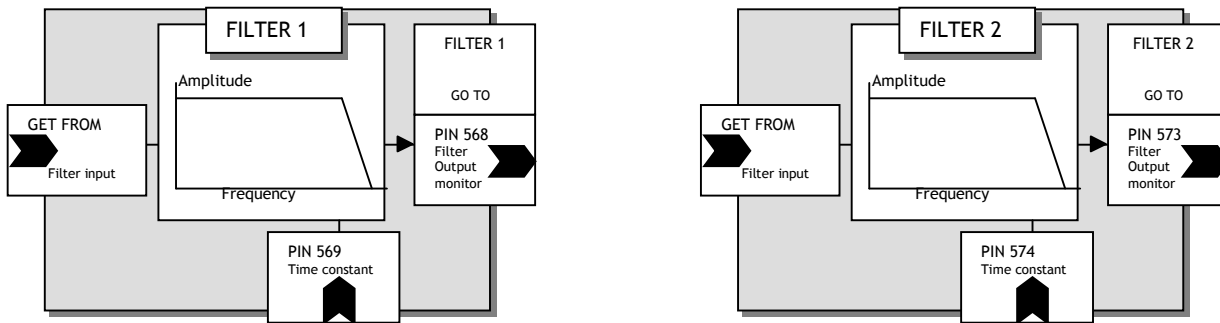 FILTER 1
FILTER 1
Amplitude
GO TO
GET FROM
Filter input
PIN 568
Filter
Output
monitor
Frequency
PIN 569
Time constant
FILTER 2
FILTER 2
Amplitude
GO TO
GET FROM
Filter input
PIN 573
Filter
Output
monitor
Frequency
PIN 574
Time constant